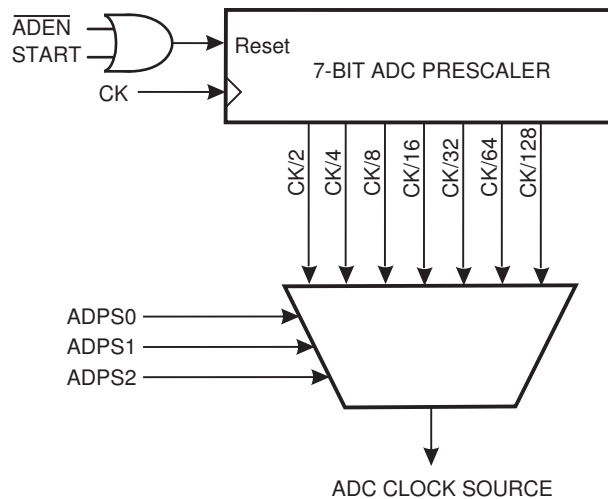 ADEN
START
Reset
7-BIT ADC PRESCALER
CK
CK/2
CK/4
CK/8
CK/16
CK/32
CK/64
CK/128
ADPS0
ADPS1
ADPS2
ADC CLOCK SOURCE